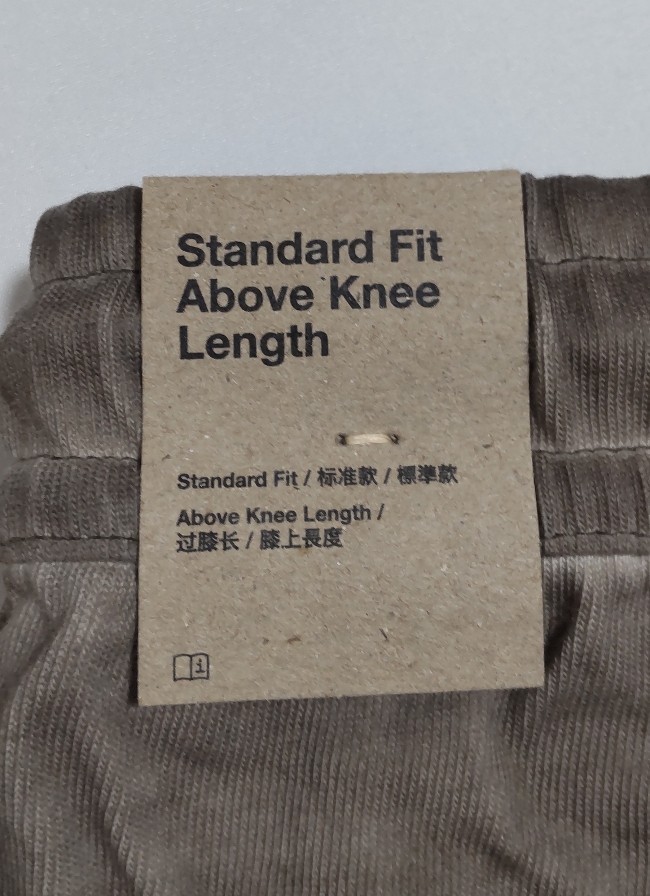 Standard Fit
Above Knee
Length
Standard Fit / 标准款 / 標準款
Above Knee Length /
过膝长 / 膝上長度
i